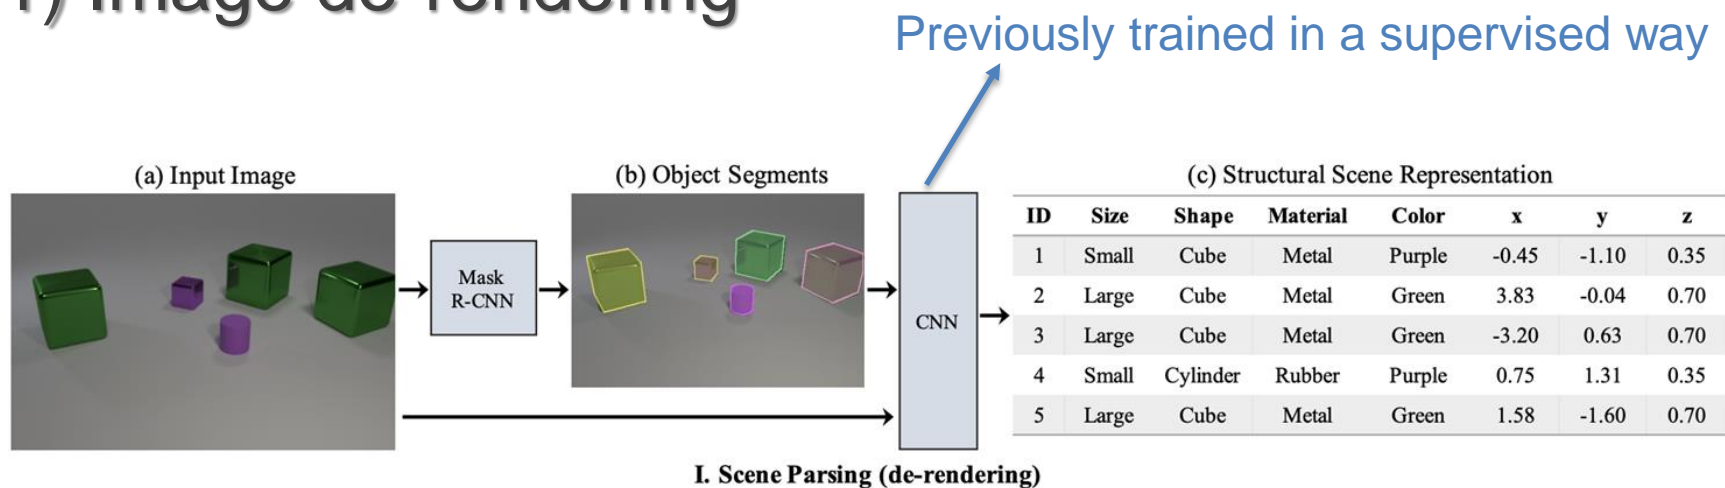 1) Image de-rendering
Previously trained in a supervised way
(a) Input Image
(b) Object Segments
(c) Structural Scene Representation
Mask
R-CNN
CNN
ID Size Shape Material Color x y z
1 Small Cube Metal Purple -0.45 -1.10 0.35
2 Large Cube Metal Green 3.83 -0.04 0.70
3 Large Cube Metal Green -3.20 0.63 0.70
4 Small Cylinder Rubber Purple 0.75 1.31 0.35
5 Large Cube Metal Green 1.58 -1.60 0.70
I. Scene Parsing (de-rendering)